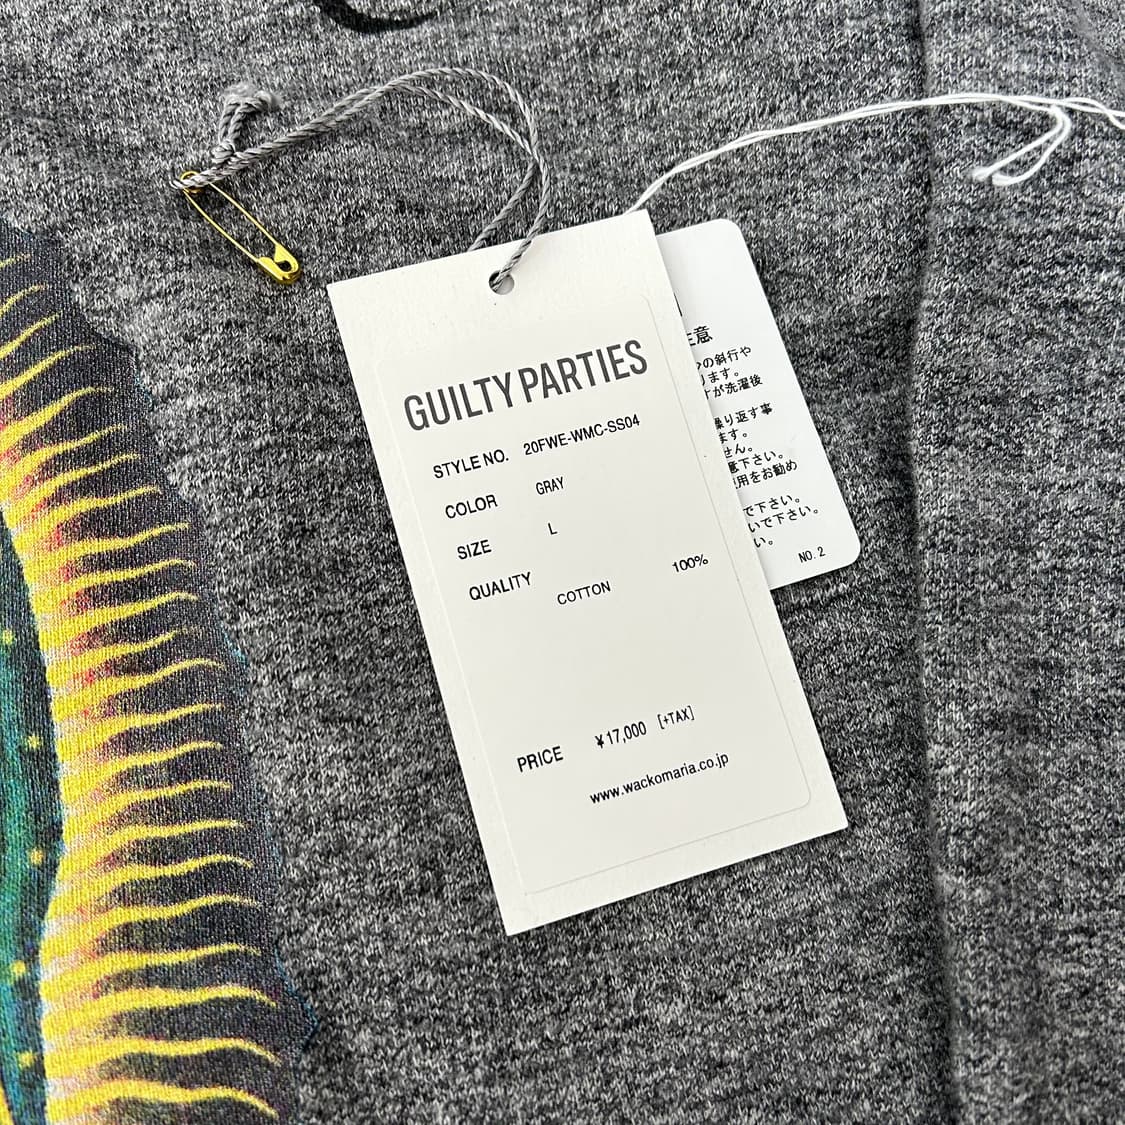 GUILTY PARTIES
STYLE NO. 20FWE-WMC-SS04
COLOR GRAY
SIZE L
QUALITY
COTTON 100%
PRICE ¥17,000 [+TAX]
www.wackomaria.co.jp
意
の斜行や
ります。
が洗濯後
繰り返す事
ます。
せん。
意下さい。
用をお勧め
で下さい。
いで下さい。
い。
NO.2